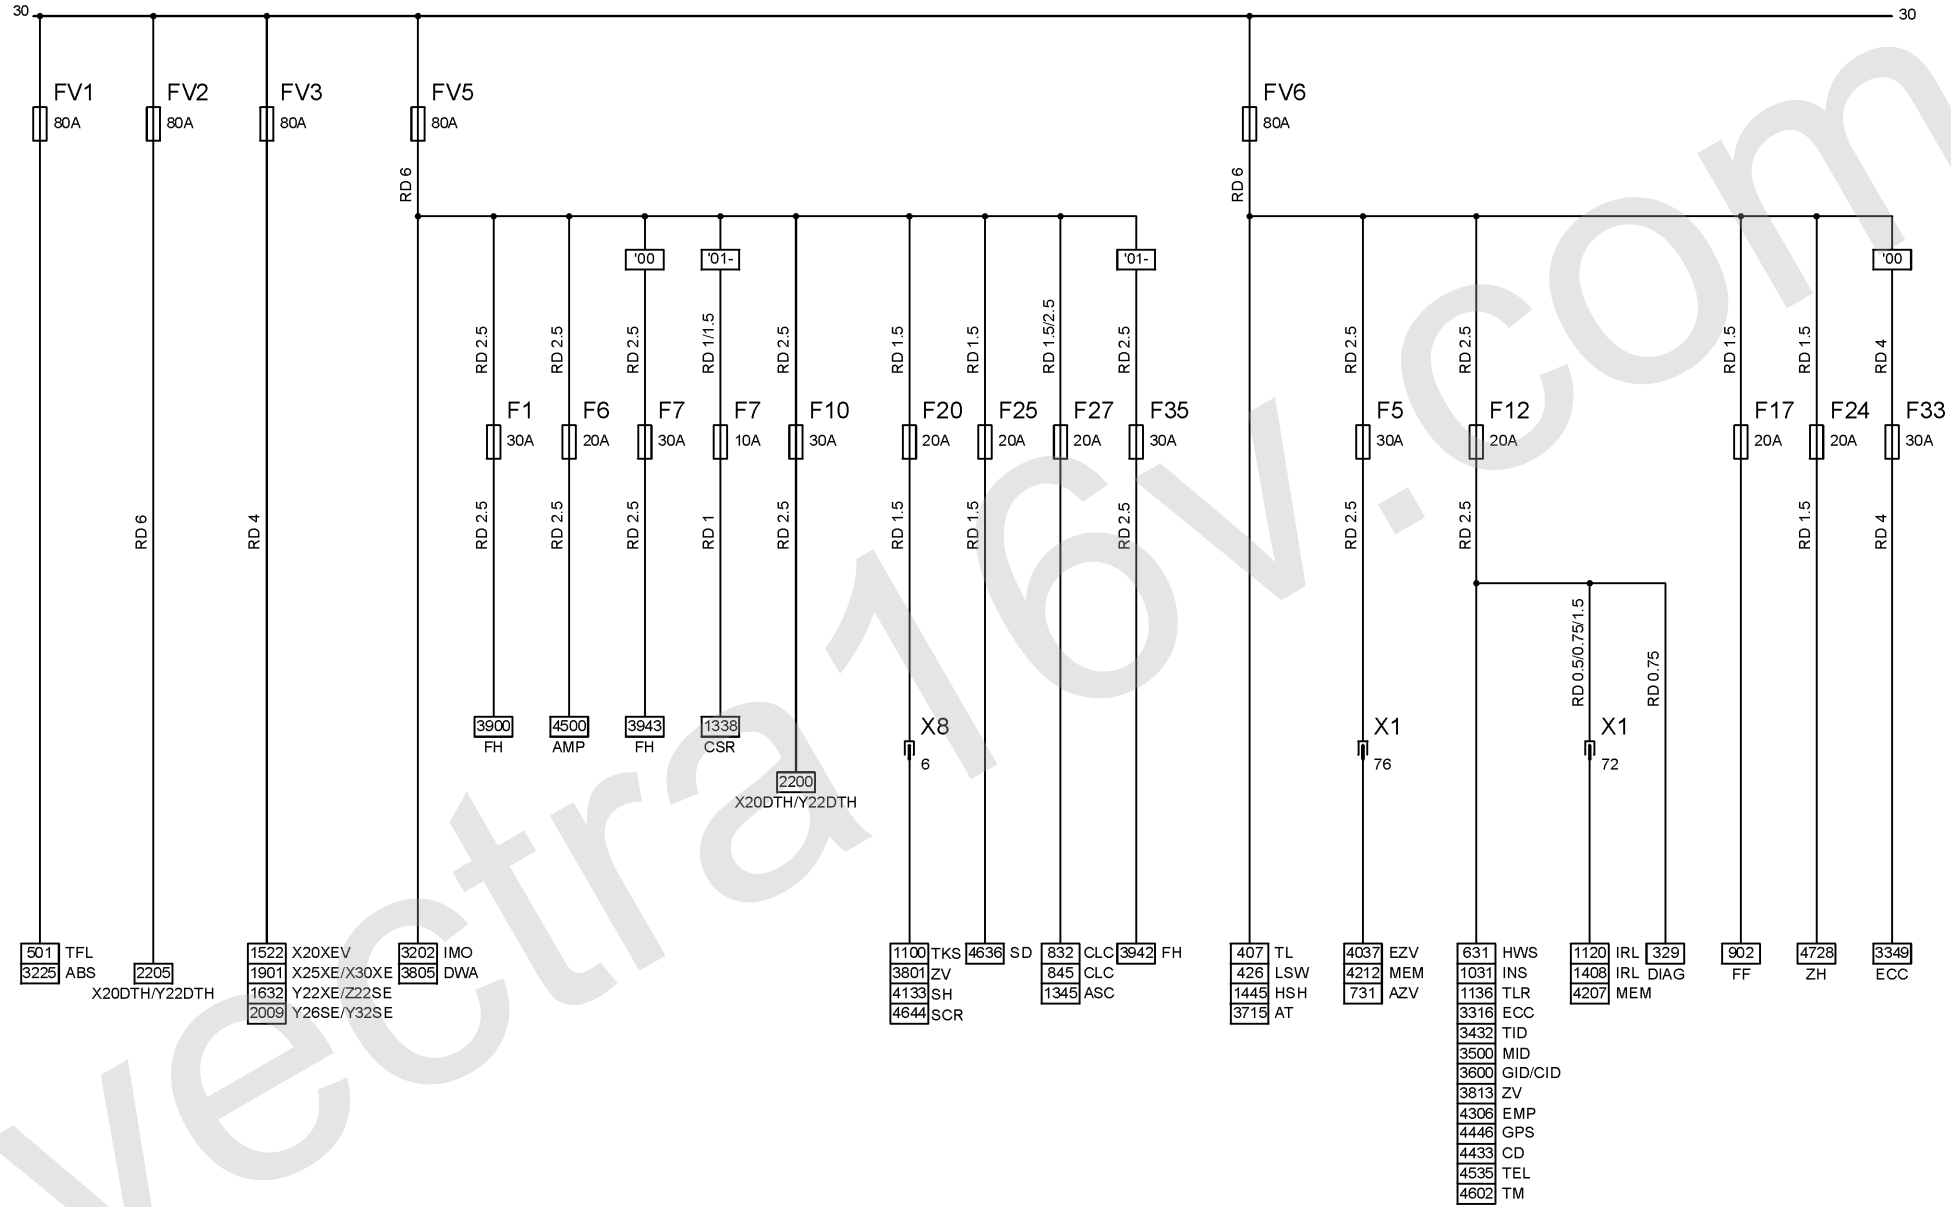 30
30
FV1
80A
FV2
80A
FV3
80A
FV5
80A
FV6
80A
RD 6
RD 6
'00
'01-
'01-
'00
RD 2.5
RD 2.5
RD 2.5
RD 1/1.5
RD 2.5
RD 1.5
RD 1.5
RD 1.5/2.5
RD 2.5
RD 2.5
RD 2.5
RD 1.5
RD 1.5
RD 4
F1
30A
F6
20A
F7
30A
F7
10A
F10
30A
F20
20A
F25
20A
F27
20A
F35
30A
F5
30A
F12
20A
F17
20A
F24
20A
F33
30A
RD 6
RD 4
RD 2.5
RD 2.5
RD 2.5
RD 1
RD 2.5
RD 1.5
RD 1.5
RD 2.5
RD 2.5
RD 2.5
RD 1.5
RD 4
RD 0.5/0.75/1.5
RD 0.75
3900
FH
4500
AMP
3943
FH
1338
CSR
2200
X20DTH/Y22DTH
X8
6
X1
76
X1
72
501 TFL
3225 ABS
2205
X20DTH/Y22DTH
1522 X20XEV
1901 X25XE/X30XE
1632 Y22XE/Z22SE
2009 Y26SE/Y32SE
3202 IMO
3805 DWA
1100 TKS
3801 ZV
4133 SH
4644 SCR
4636 SD
832 CLC
845 CLC
1345 ASC
3942 FH
407 TL
426 LSW
1445 HSH
3715 AT
4037 EZV
4212 MEM
731 AZV
631 HWS
1031 INS
1136 TLR
3316 ECC
3432 TID
3500 MID
3600 GID/CID
3813 ZV
4306 EMP
4446 GPS
4433 CD
4535 TEL
4602 TM
1120 IRL
1408 IRL
4207 MEM
329
DIAG
902
FF
4728
ZH
3349
ECC
vectra16v.com